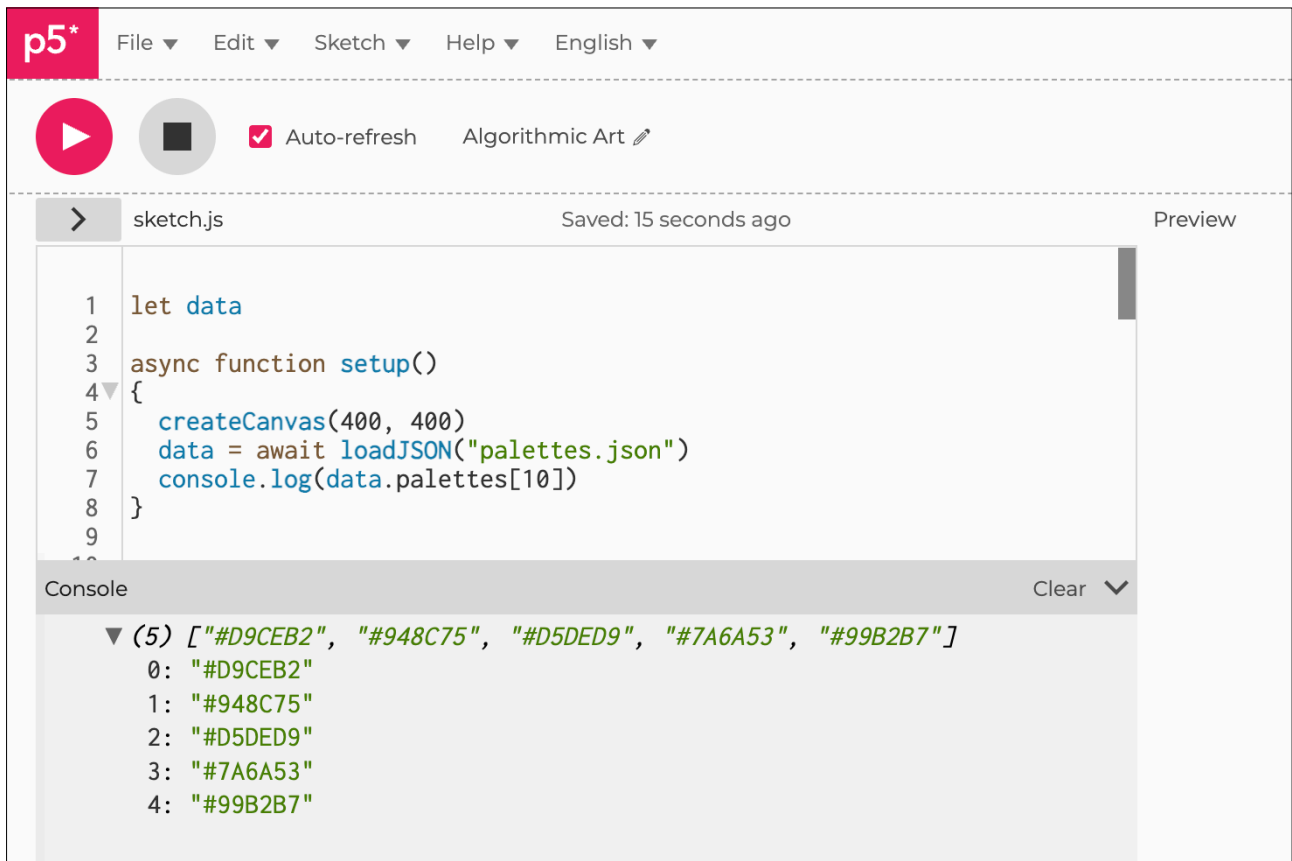 p5* File Edit Sketch Help English
Auto-refresh Algorithmic Art
> sketch.js Saved: 15 seconds ago Preview
1 let data
2
3 async function setup()
4 {
5 createCanvas(400, 400)
6 data = await loadJSON("palettes.json")
7 console.log(data.palettes[10])
8 }
9
Console Clear
(5) ["#D9CEB2", "#948C75", "#D5DED9", "#7A6A53", "#99B2B7"]
0: "#D9CEB2"
1: "#948C75"
2: "#D5DED9"
3: "#7A6A53"
4: "#99B2B7"